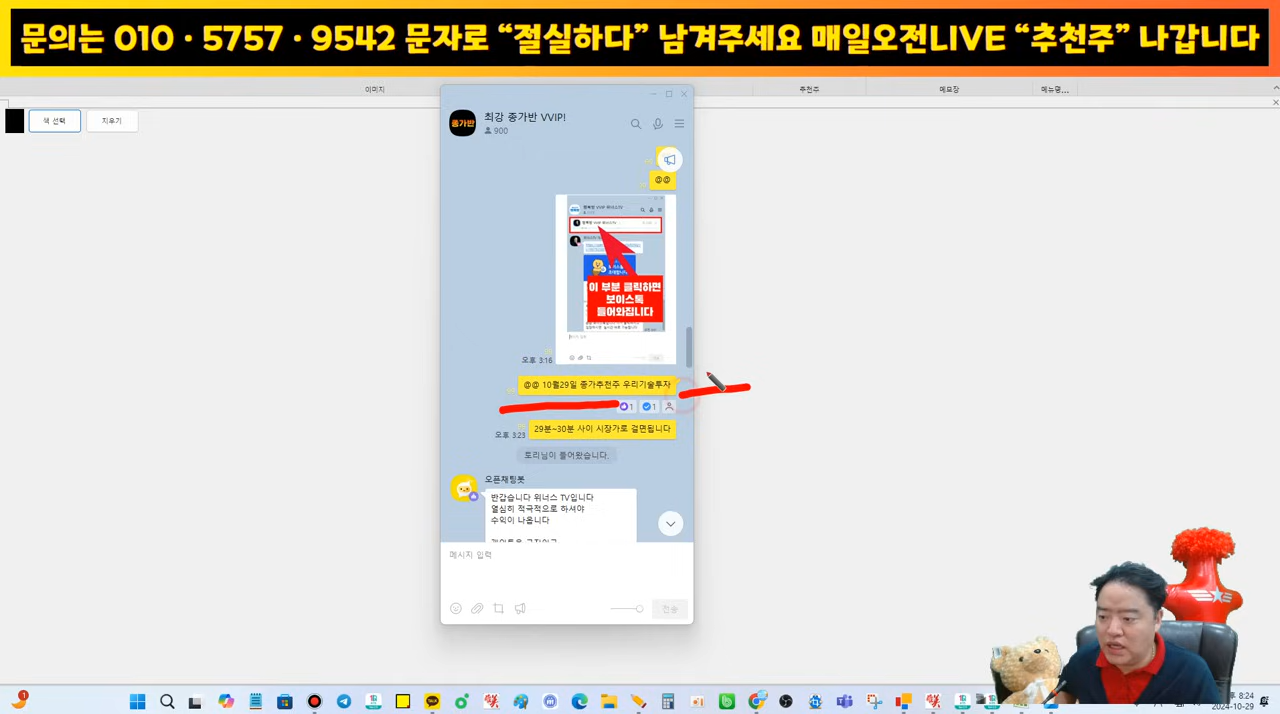 문의는 010 · 5757 · 9542 문자로 “절실하다” 남겨주세요 매일오전LIVE “추천주” 나갑니다
이미지
추천주
메모장
메뉴명...
색 선택
지우기
종가반
최강 종가반 VVIP!
900
@@
이 부분 클릭하면
보이스톡
들어와집니다
오후 3:16
@@ 10월29일 종가추천주 우리기술투자
1
1
29분~30분 사이 시장가로 걸면됩니다
오후 3:23
토리님이 들어왔습니다.
오픈채팅봇
반갑습니다 위너스 TV입니다
열심히 적극적으로 하셔야
수익이 나옵니다
메시지 입력
전송
오후 8:24
2024-10-29